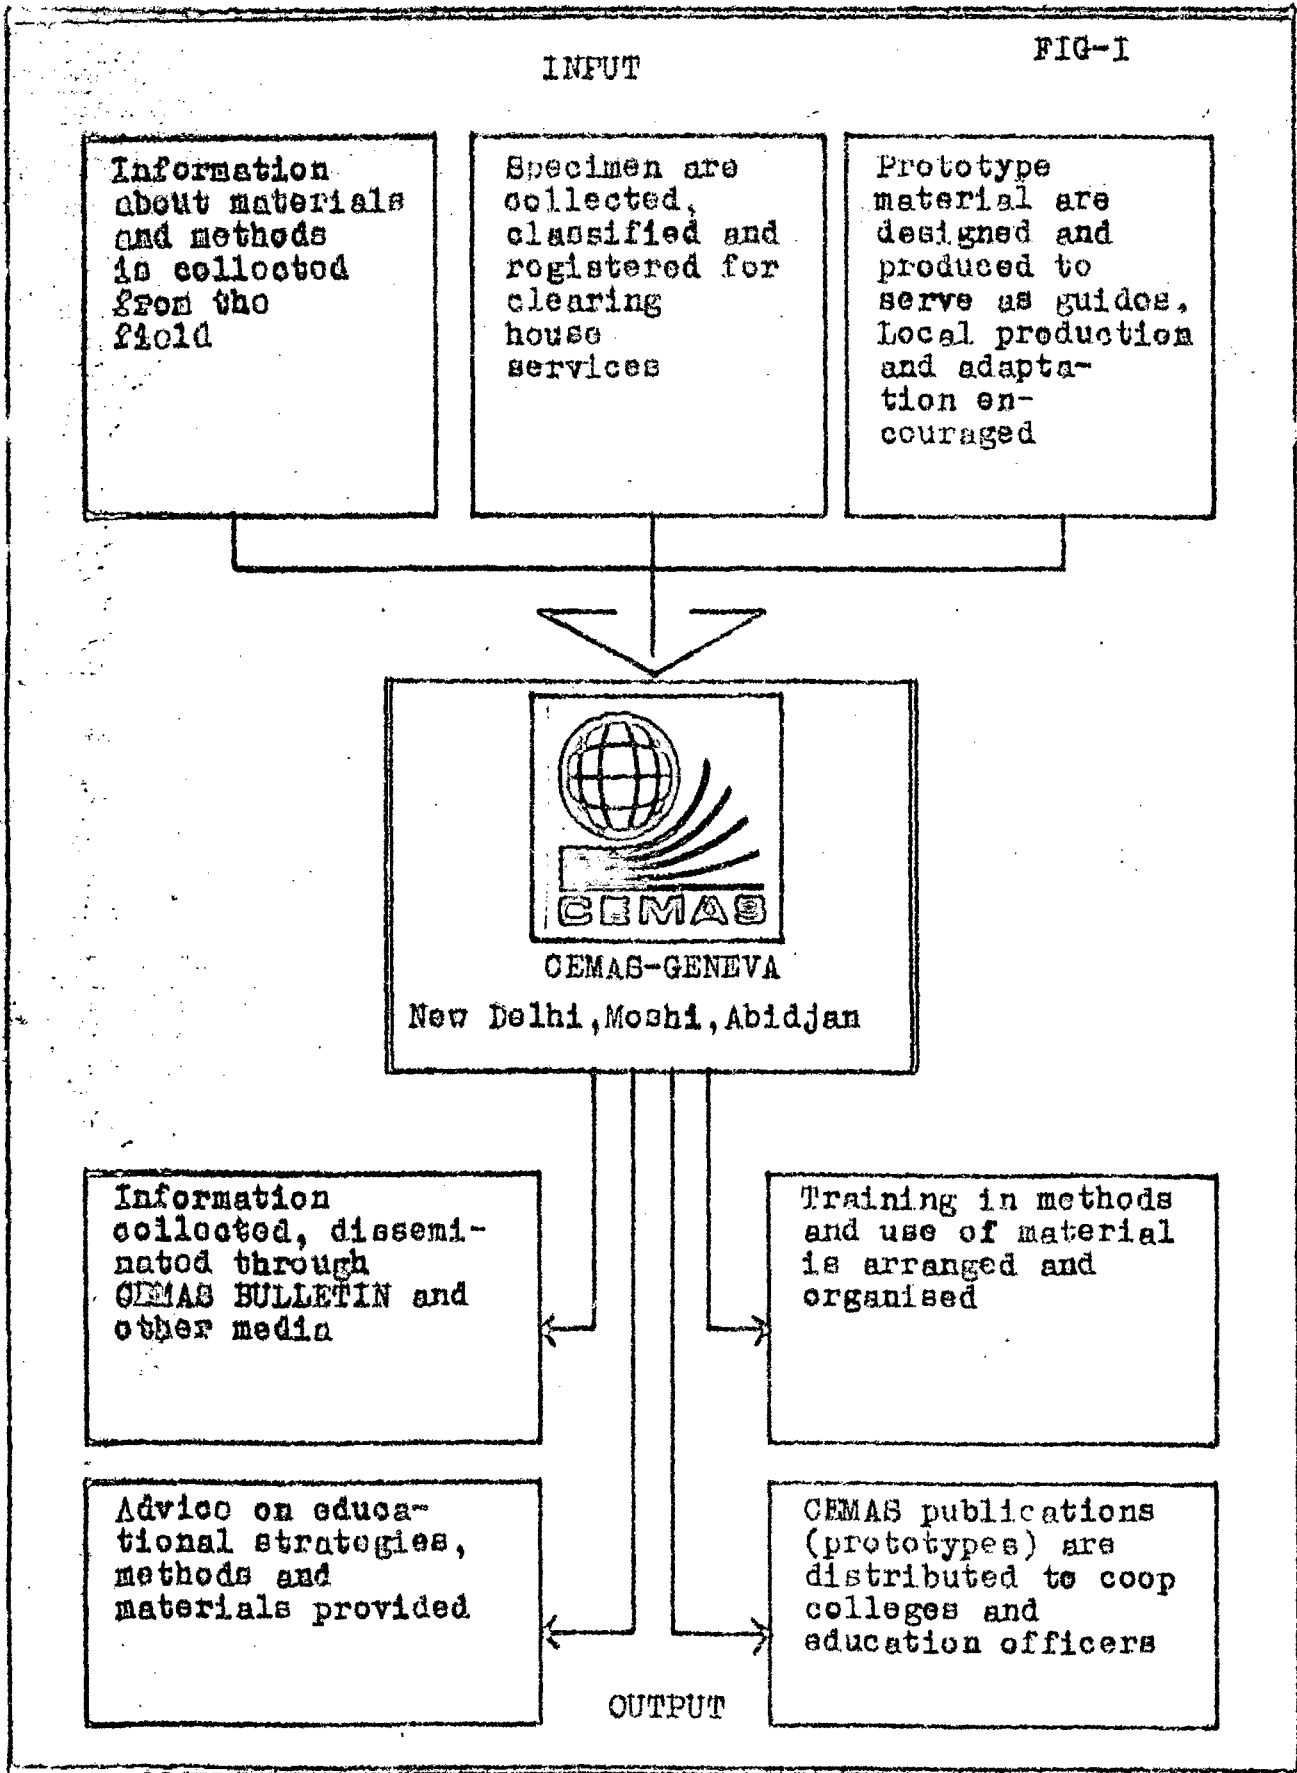 FIG-I
INPUT
Information
about materials
and methods
is collected
from the
field
Specimen are
collected,
classified and
registered for
clearing
house
services
Prototype
material are
designed and
produced to
serve as guides.
Local production
and adapta-
tion en-
couraged
CEMAS
CEMAS-GENEVA
New Delhi,Moshi,Abidjan
Information
collected, dissemi-
nated through
CEMAS BULLETIN and
other media
Training in methods
and use of material
is arranged and
organised
Advice on educa-
tional strategies,
methods and
materials provided
CEMAS publications
(prototypes) are
distributed to coop
colleges and
education officers
OUTPUT